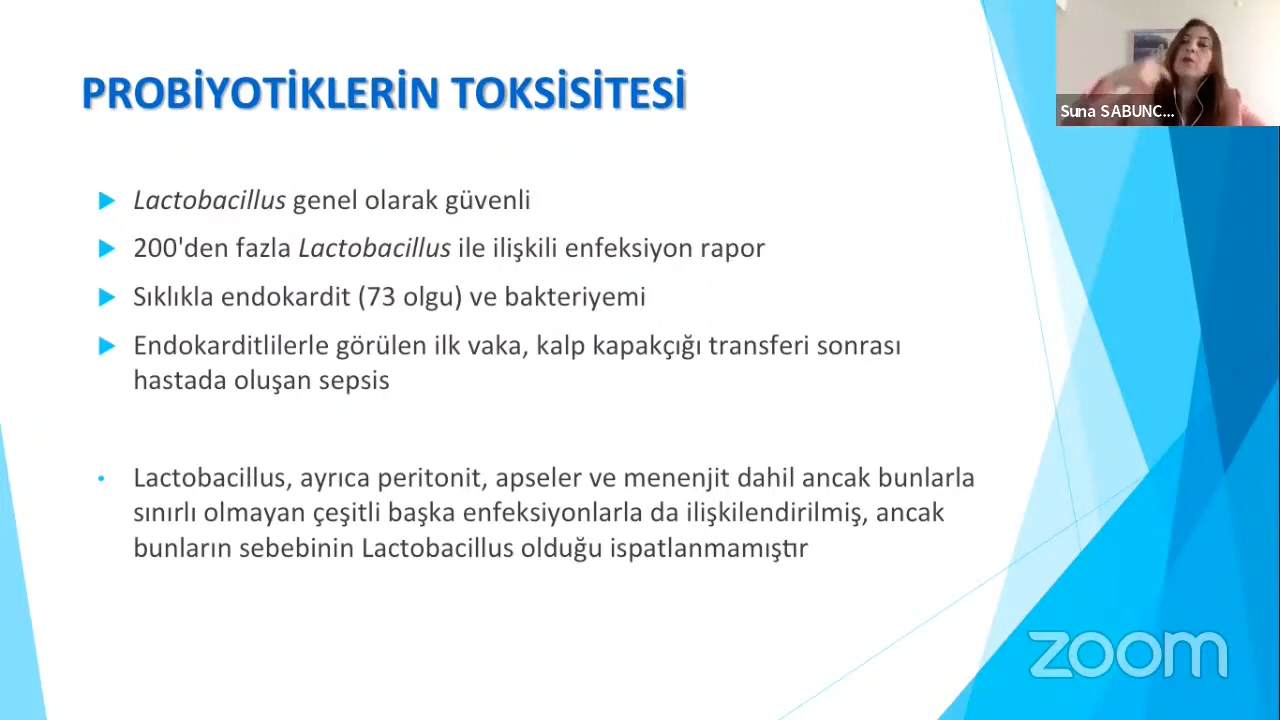 PROBİYOTİKLERİN TOKSİSİTESİ
Suna SABUNC...
Lactobacillus genel olarak güvenli
200'den fazla Lactobacillus ile ilişkili enfeksiyon rapor
Sıklıkla endokardit (73 olgu) ve bakteriyemi
Endokarditlilerle görülen ilk vaka, kalp kapakçığı transferi sonrası
hastada oluşan sepsis
Lactobacillus, ayrıca peritonit, apseler ve menenjit dahil ancak bunlarla
sınırlı olmayan çeşitli başka enfeksiyonlarla da ilişkilendirilmiş, ancak
bunların sebebinin Lactobacillus olduğu ispatlanmamıştır
zoom